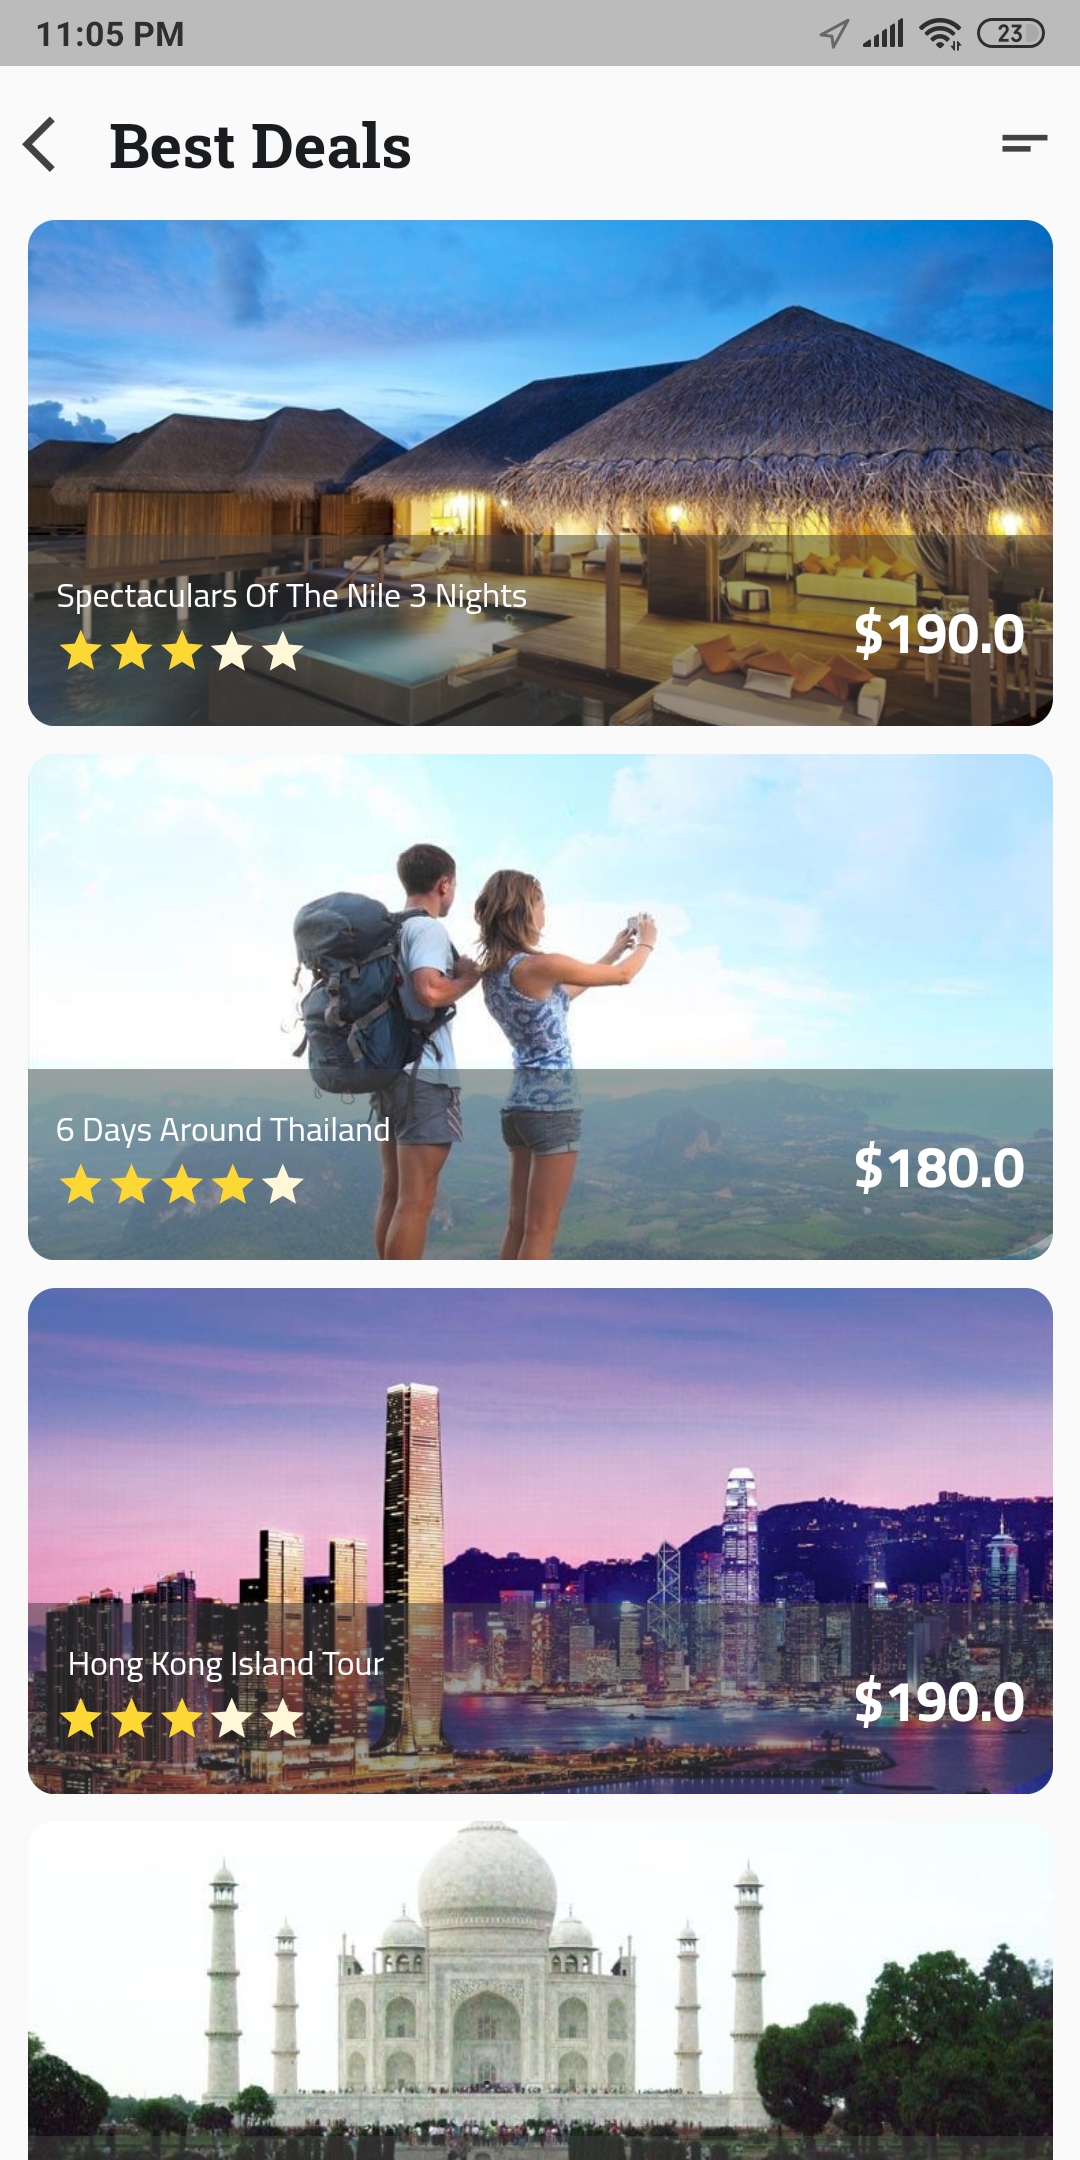 11:05 PM
23
Best Deals
Spectaculars Of The Nile 3 Nights
$190.0
6 Days Around Thailand
$180.0
Hong Kong Island Tour
$190.0